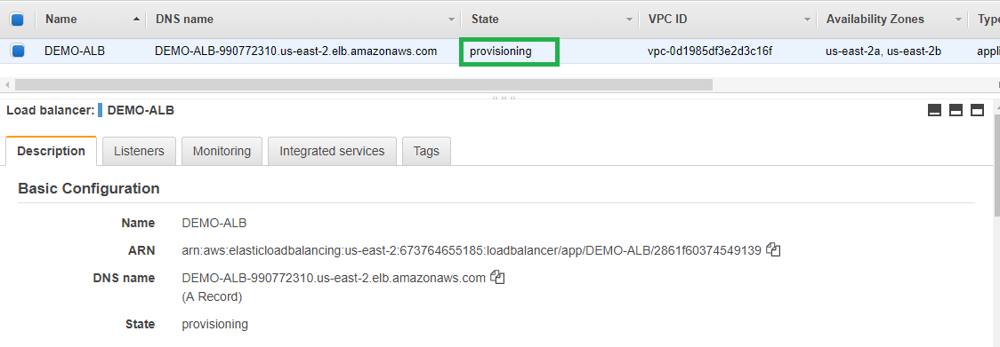 Name DNS name State VPC ID Availability Zones Type
DEMO-ALB DEMO-ALB-990772310.us-east-2.elb.amazonaws.com provisioning vpc-0d1985df3e2d3c16f us-east-2a, us-east-2b appli
Load balancer: DEMO-ALB
Description Listeners Monitoring Integrated services Tags
Basic Configuration
Name DEMO-ALB
ARN arn:aws:elasticloadbalancing:us-east-2:673764655185:loadbalancer/app/DEMO-ALB/2861f60374549139
DNS name DEMO-ALB-990772310.us-east-2.elb.amazonaws.com
(A Record)
State provisioning